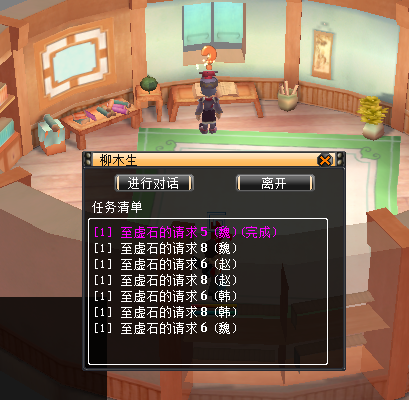 柳木生
进行对话 离开
任务清单
[1] 至虚石的请求 5 (魏) (完成)
[1] 至虚石的请求 8 (魏)
[1] 至虚石的请求 6 (赵)
[1] 至虚石的请求 8 (赵)
[1] 至虚石的请求 6 (韩)
[1] 至虚石的请求 8 (韩)
[1] 至虚石的请求 6 (魏)